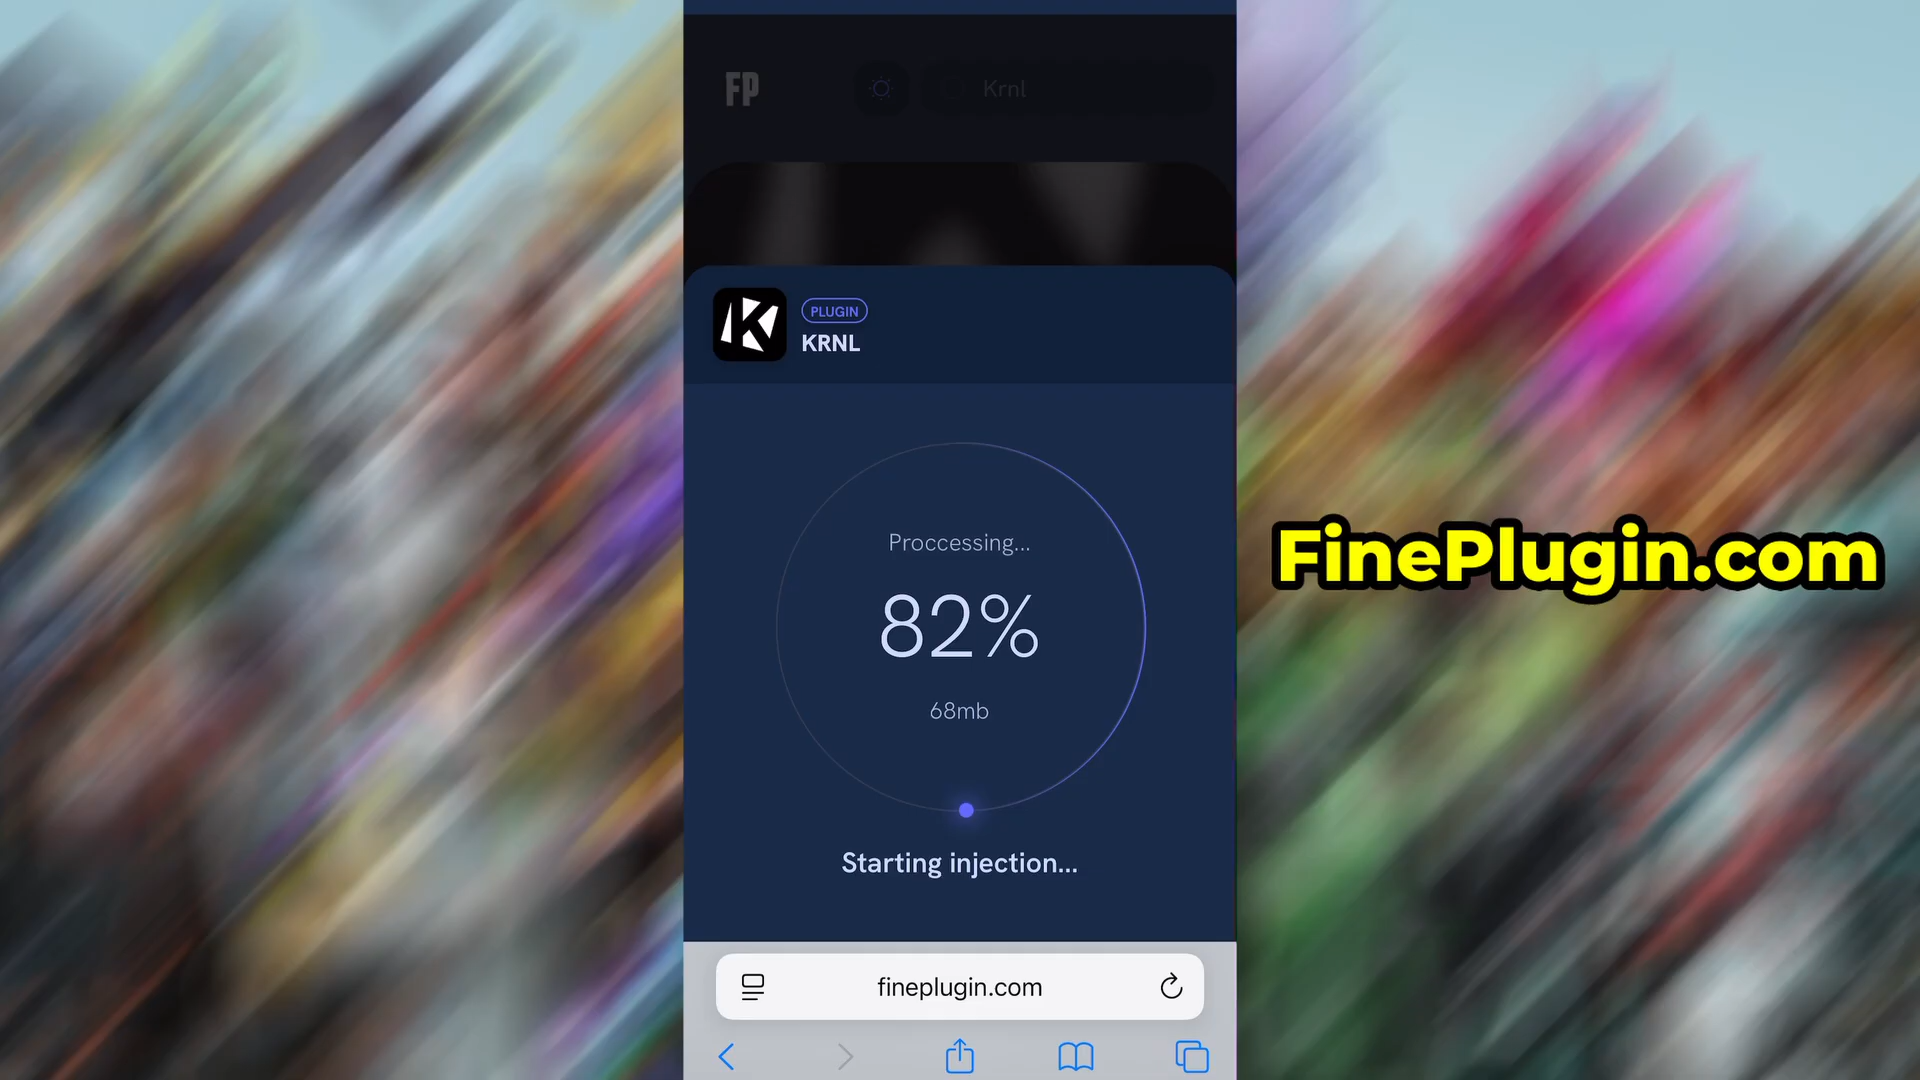 FP
Krnl
PLUGIN
KRNL
Proccessing...
82%
68mb
Starting injection...
FinePlugin.com
fineplugin.com